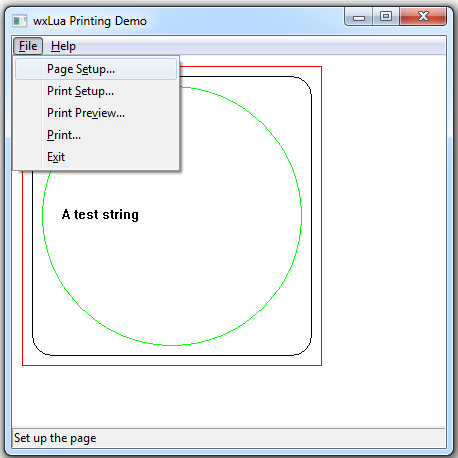 wxLua Printing Demo
File Help
Page Setup...
Print Setup...
Print Preview...
Print...
Exit
A test string
Set up the page